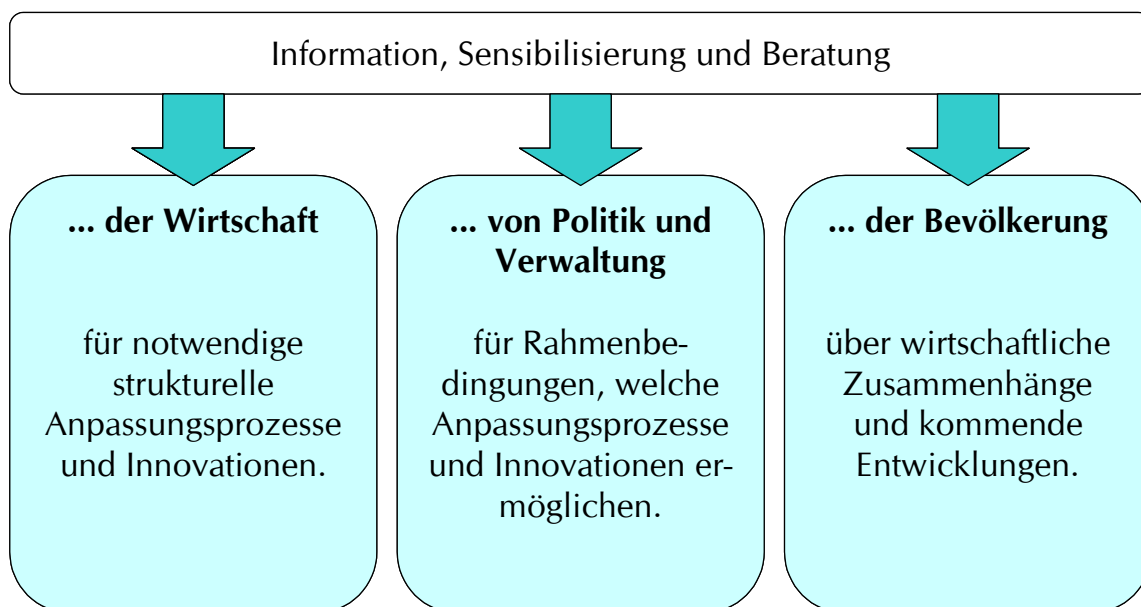 Information, Sensibilisierung und Beratung
... der Wirtschaft
für notwendige
strukturelle
Anpassungsprozesse
und Innovationen.
... von Politik und
Verwaltung
für Rahmenbe-
dingungen, welche
Anpassungsprozesse
und Innovationen er-
möglichen.
... der Bevölkerung
über wirtschaftliche
Zusammenhänge
und kommende
Entwicklungen.